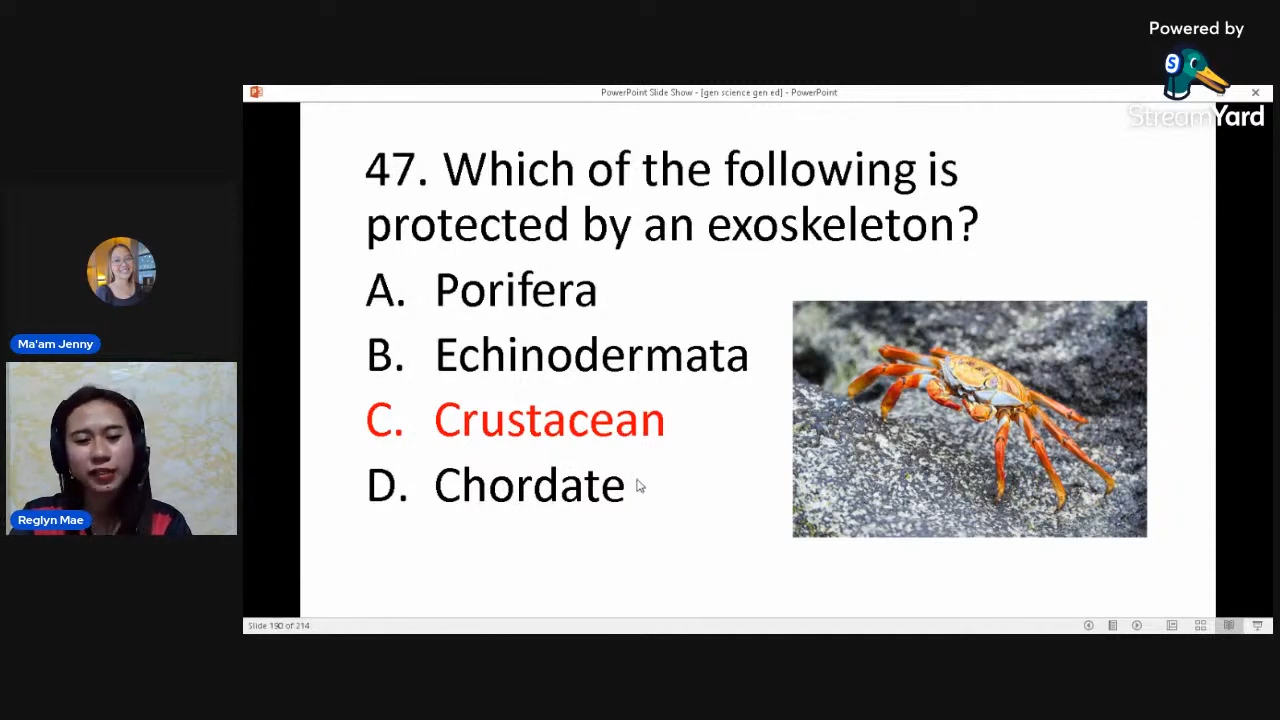 Powered by
StreamYard
PowerPoint Slide Show - [gen science gen ed] - PowerPoint
47. Which of the following is
protected by an exoskeleton?
A. Porifera
B. Echinodermata
C. Crustacean
D. Chordate
Ma'am Jenny
Reglyn Mae
Slide 190 of 214